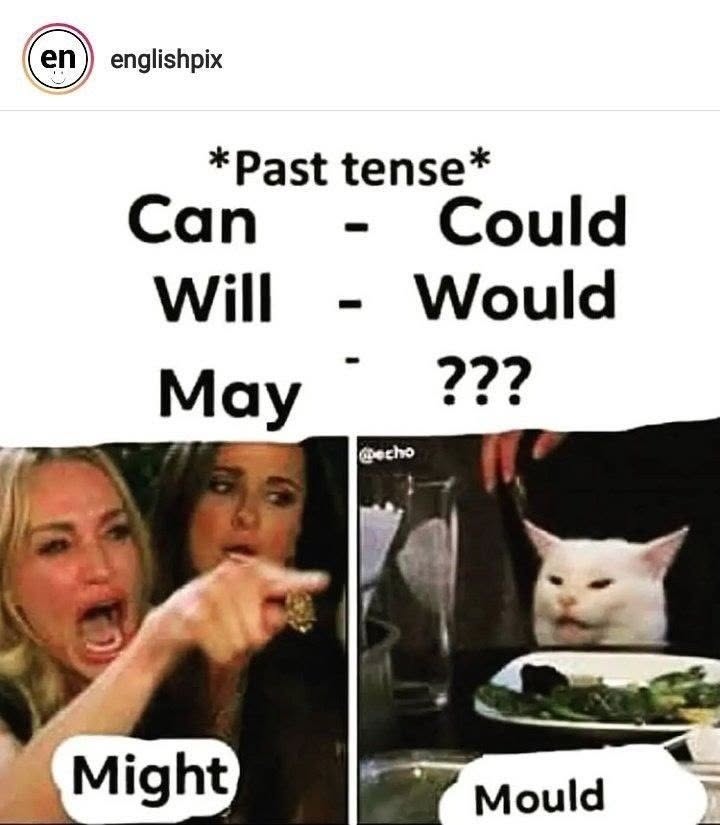 en
englishpix
*Past tense*
Can - Could
Will - Would
May - ???
@echo
Might
Mould